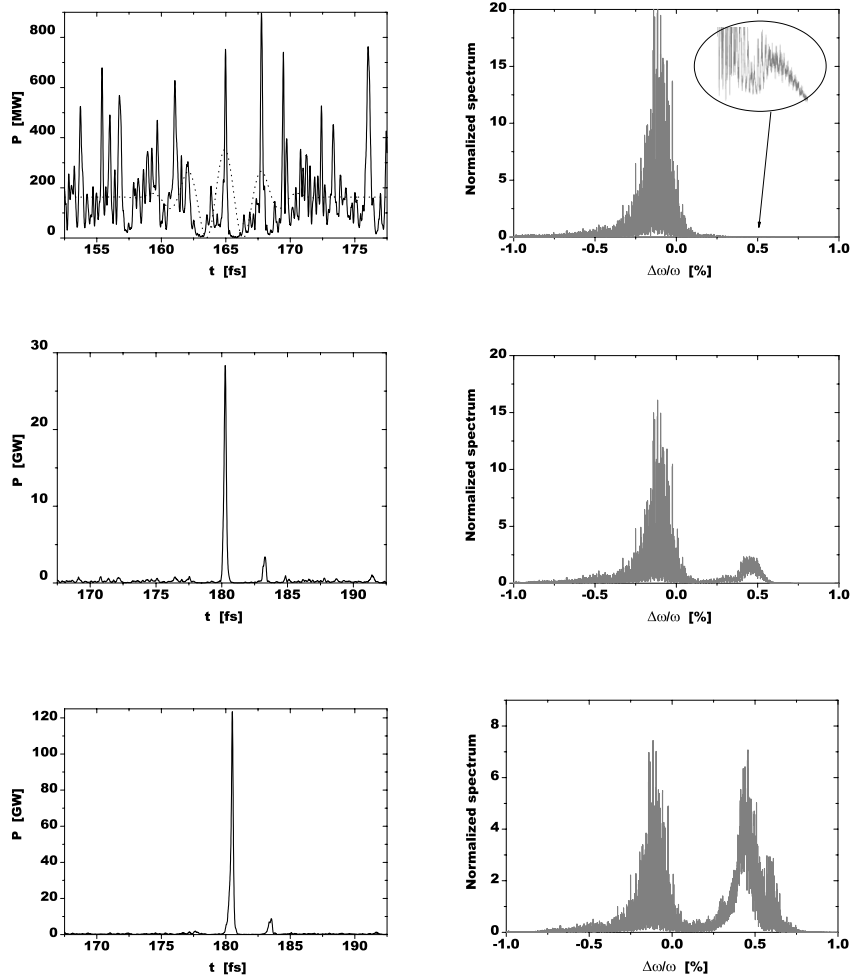 800
600
400
200
0
P [MW]
155 160 165 170 175
t [fs]
20
15
10
5
0
Normalized spectrum
-1.0 -0.5 0.0 0.5 1.0
Δω/ω [%]
30
20
10
0
P [GW]
170 175 180 185 190
t [fs]
20
15
10
5
0
Normalized spectrum
-1.0 -0.5 0.0 0.5 1.0
Δω/ω [%]
120
100
80
60
40
20
0
P [GW]
170 175 180 185 190
t [fs]
8
6
4
2
0
Normalized spectrum
-1.0 -0.5 0.0 0.5 1.0
Δω/ω [%]